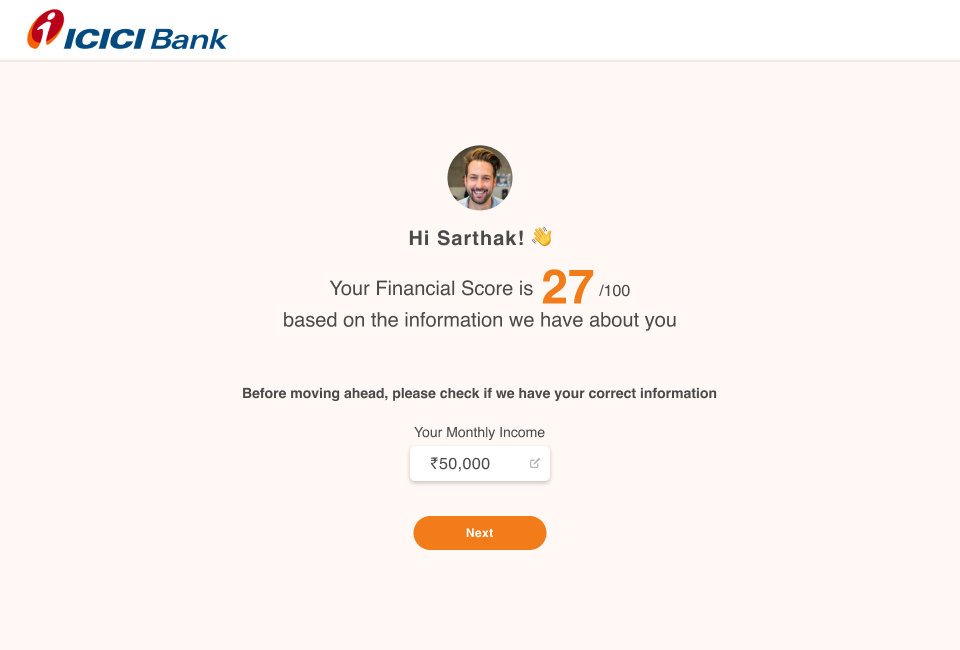 ICICI Bank
Hi Sarthak! 👋
Your Financial Score is 27 /100
based on the information we have about you
Before moving ahead, please check if we have your correct information
Your Monthly Income
₹50,000
Next